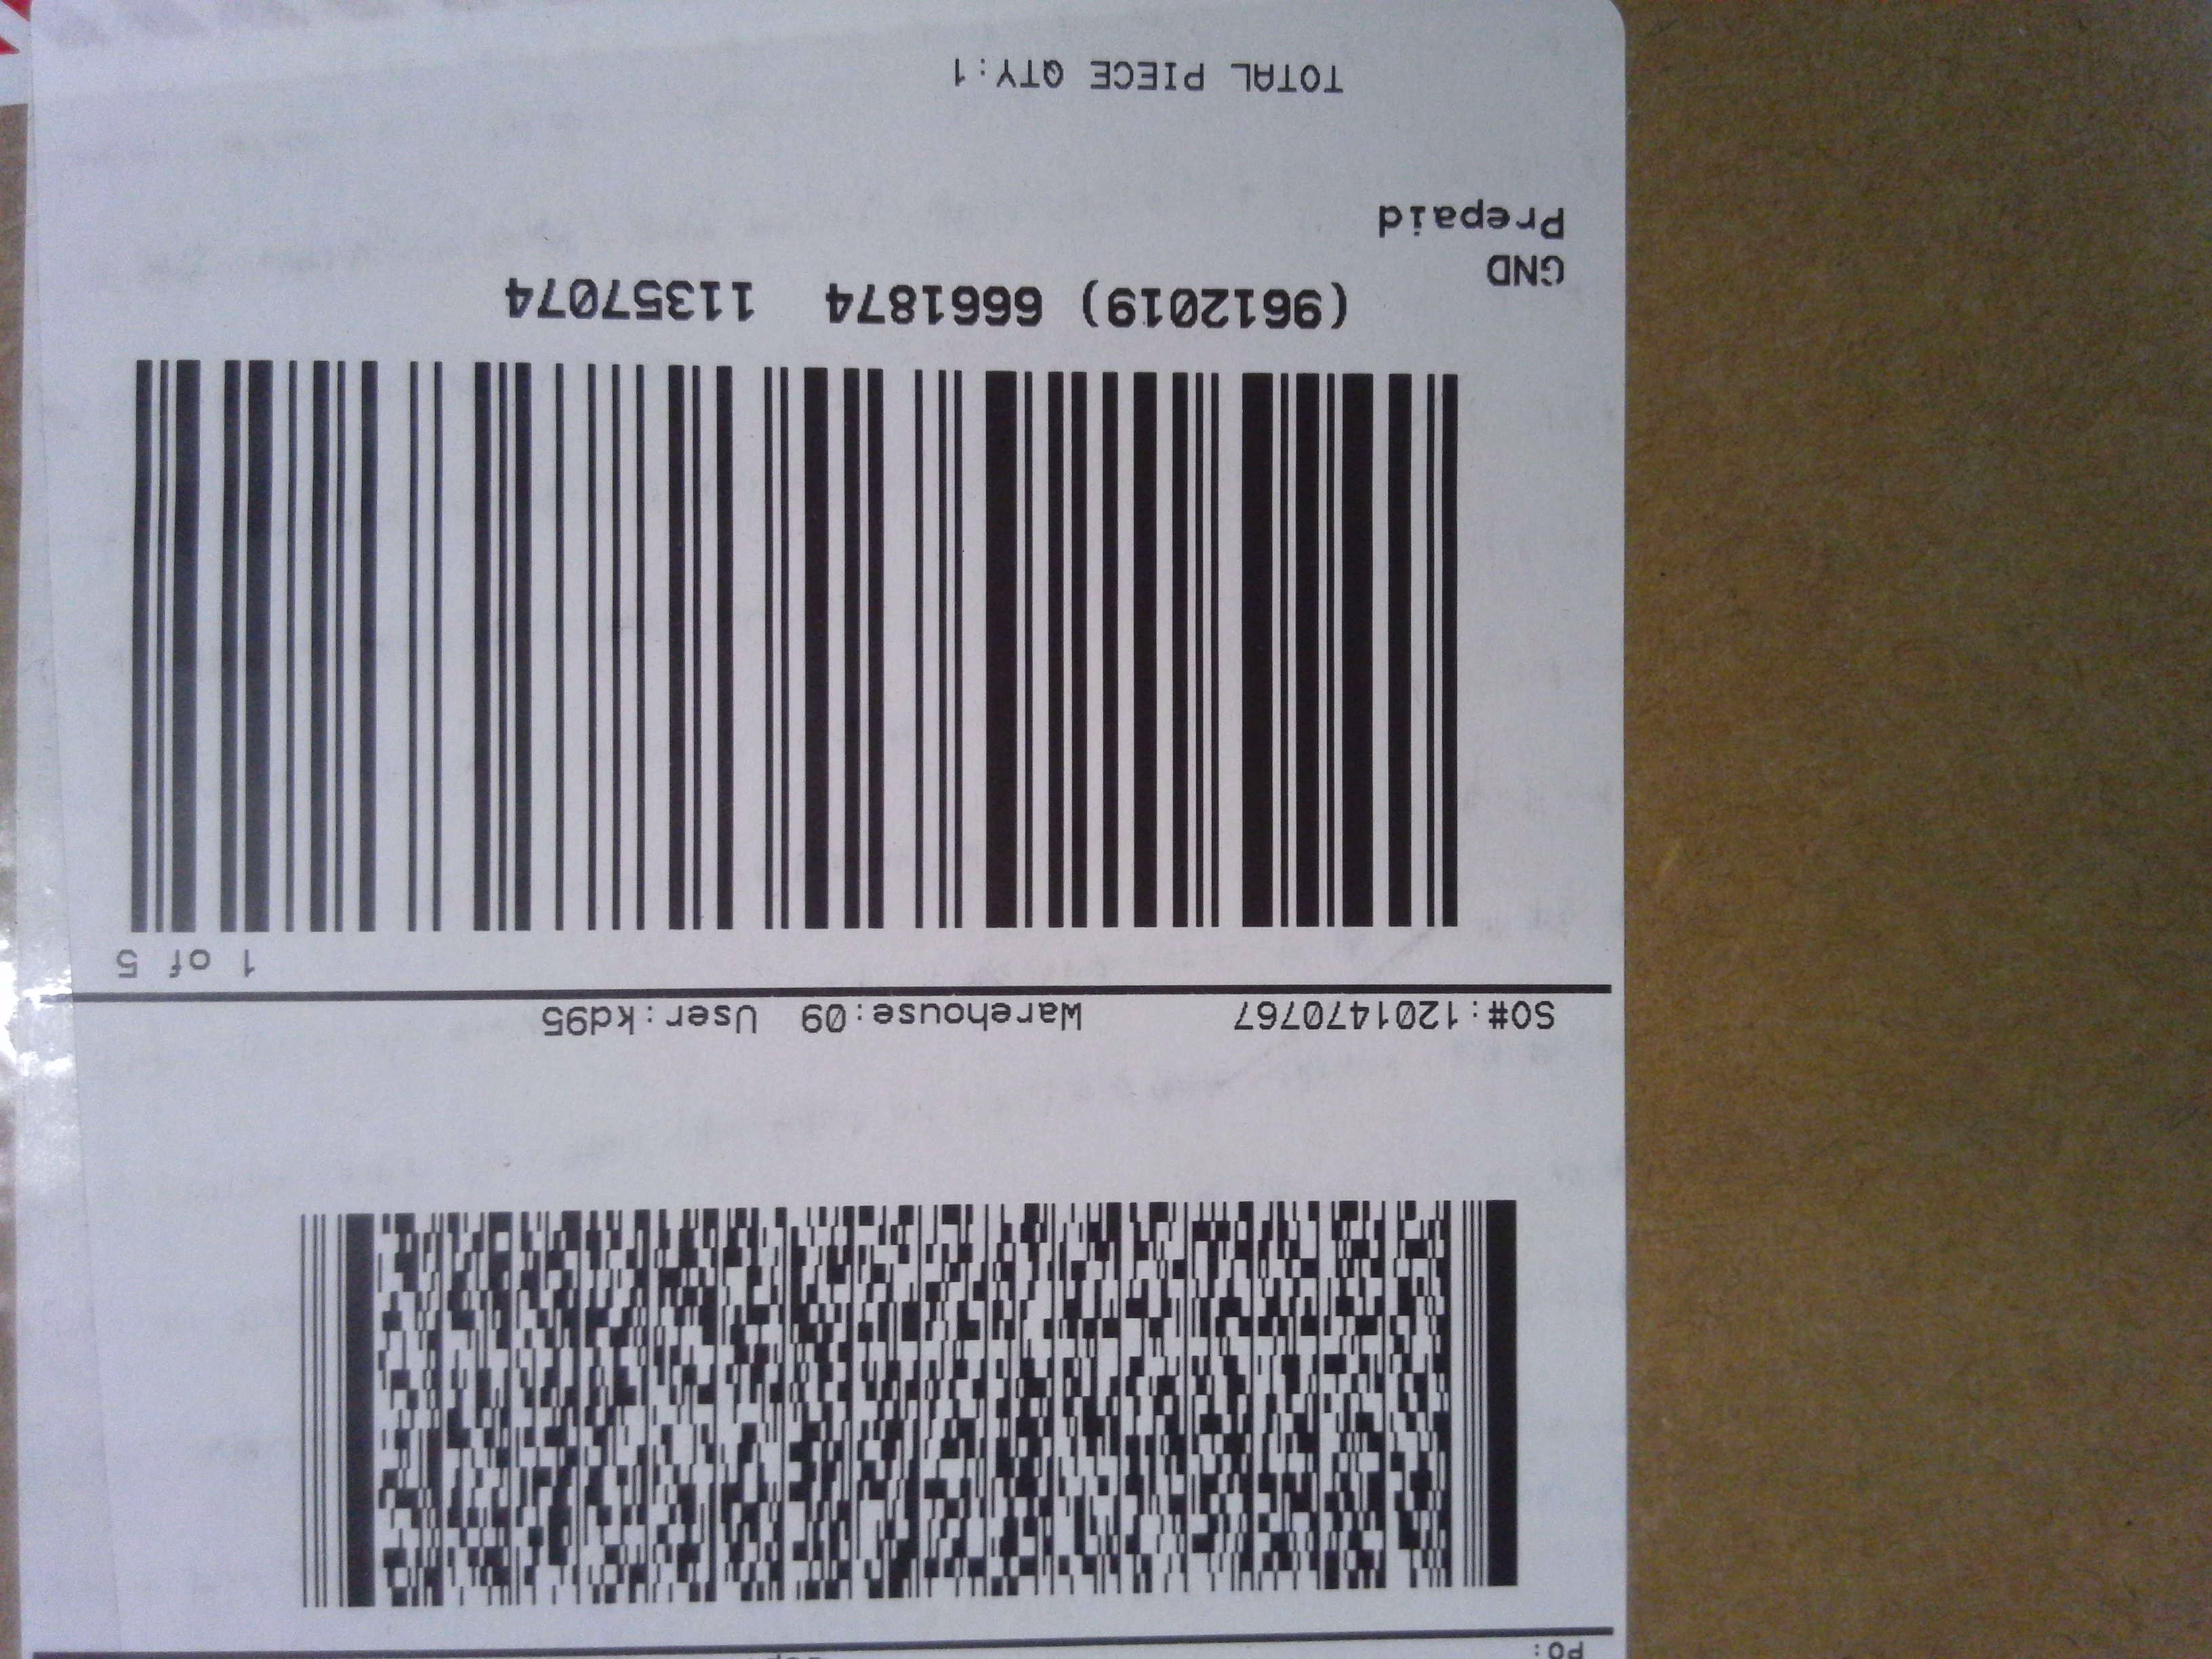 PO:
SO#:1201470767 Warehouse:09 User:kd95
1 of 5
(9612019) 6661874 11357074
GND
Prepaid
TOTAL PIECE QTY:1